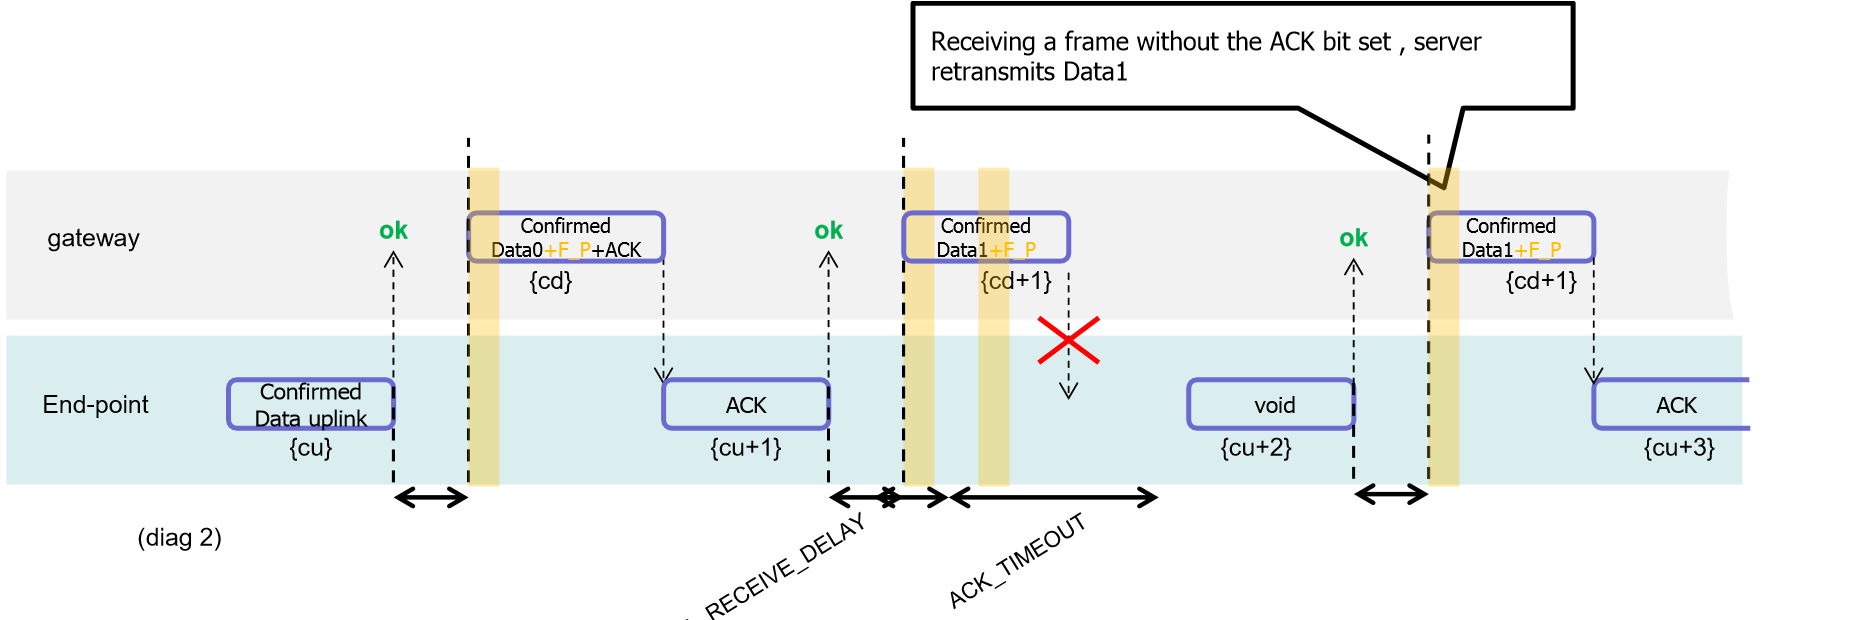 Receiving a frame without the ACK bit set , server
retransmits Data1
gateway
ok
Confirmed
Data0+F_P+ACK
{cd}
ok
Confirmed
Data1+F_P
{cd+1}
ok
Confirmed
Data1+F_P
{cd+1}
End-point
Confirmed
Data uplink
{cu}
ACK
{cu+1}
void
{cu+2}
ACK
{cu+3}
(diag 2)
RECEIVE_DELAY
ACK_TIMEOUT